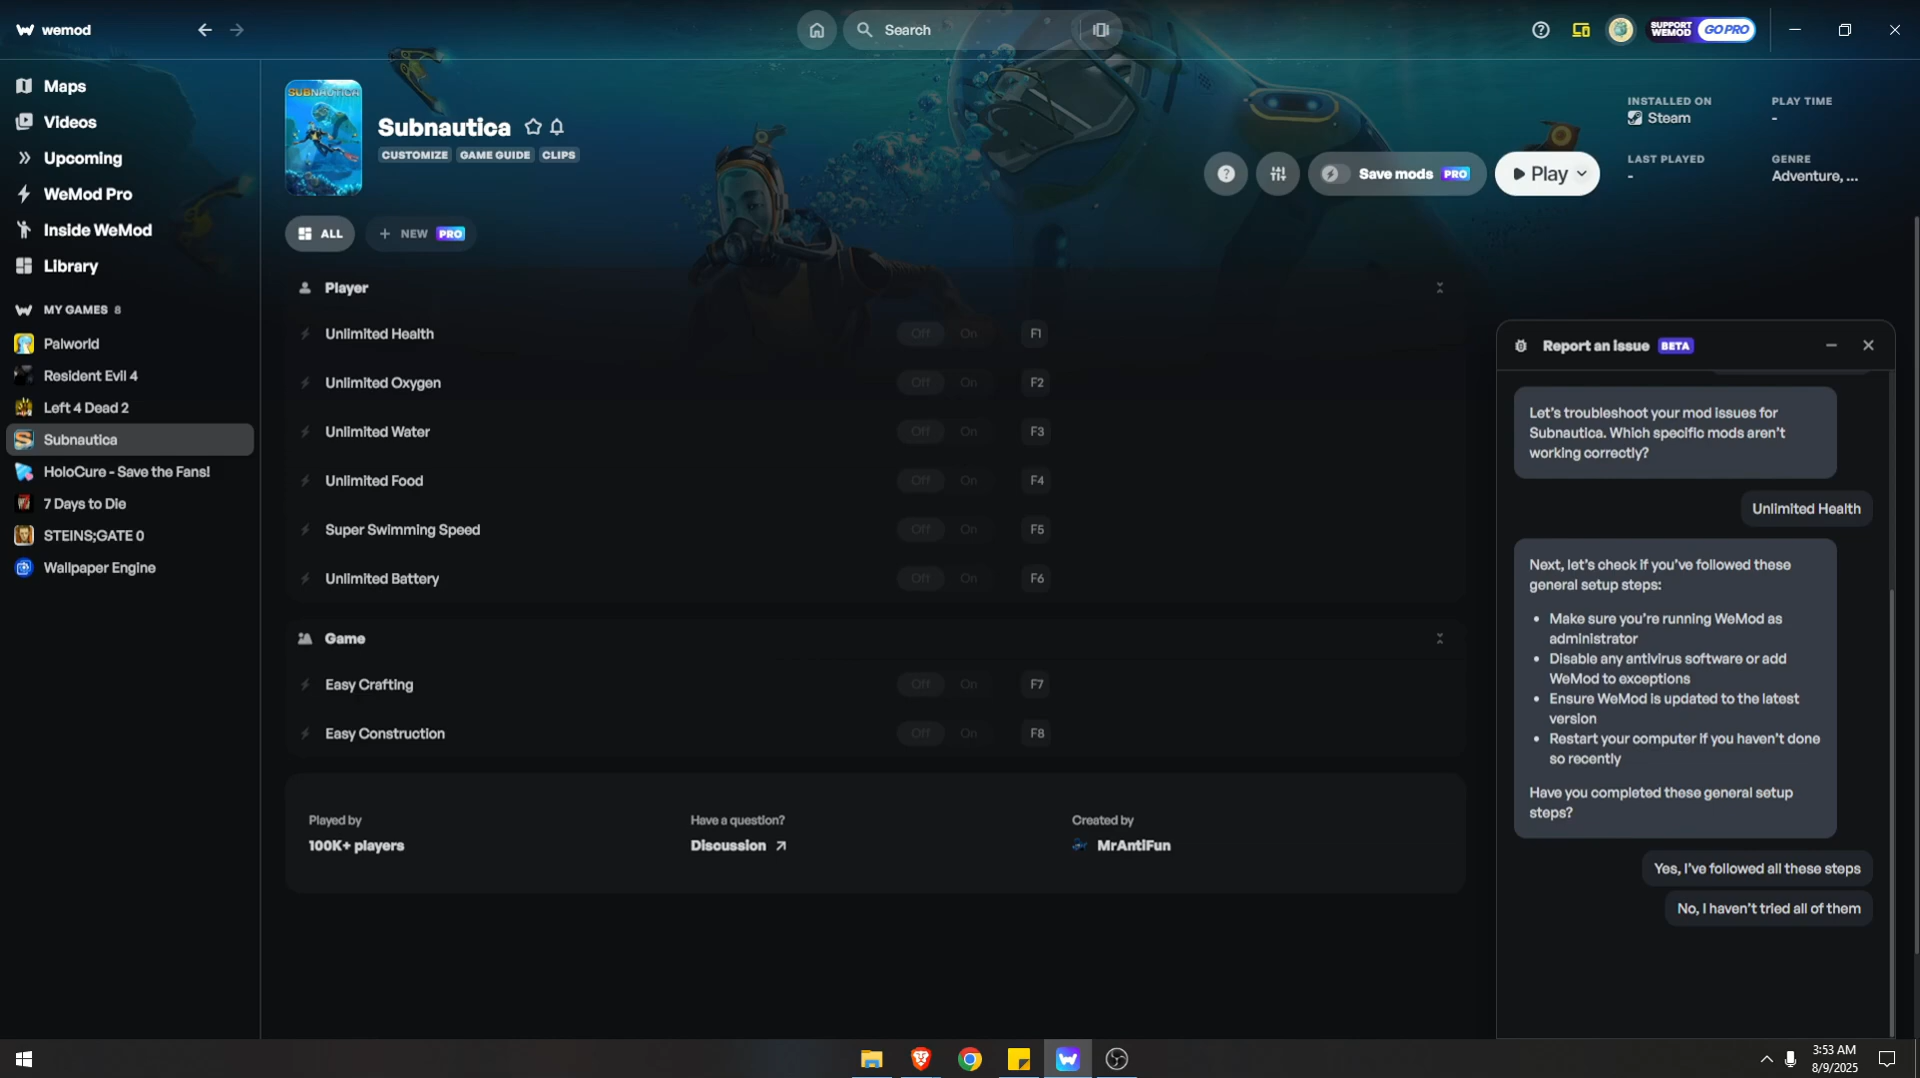 wemod
Search
SUPPORT
WEMOD
GO PRO
Maps
Videos
Upcoming
WeMod Pro
Inside WeMod
Library
MY GAMES 8
Palworld
Resident Evil 4
Left 4 Dead 2
Subnautica
HoloCure - Save the Fans!
7 Days to Die
STEINS;GATE 0
Wallpaper Engine
SUBNAUTICA
Subnautica
CUSTOMIZE GAME GUIDE CLIPS
Save mods PRO
Play
INSTALLED ON
Steam
PLAY TIME
-
LAST PLAYED
-
GENRE
Adventure, ...
ALL
+ NEW PRO
Player
Unlimited Health Off On F1
Unlimited Oxygen Off On F2
Unlimited Water Off On F3
Unlimited Food Off On F4
Super Swimming Speed Off On F5
Unlimited Battery Off On F6
Game
Easy Crafting Off On F7
Easy Construction Off On F8
Played by
100K+ players
Have a question?
Discussion
Created by
MrAntiFun
Report an issue BETA
Let's troubleshoot your mod issues for
Subnautica. Which specific mods aren't
working correctly?
Unlimited Health
Next, let's check if you've followed these
general setup steps:
• Make sure you're running WeMod as
administrator
• Disable any antivirus software or add
WeMod to exceptions
• Ensure WeMod is updated to the latest
version
• Restart your computer if you haven't done
so recently
Have you completed these general setup
steps?
Yes, I've followed all these steps
No, I haven't tried all of them
3:53 AM
8/9/2025